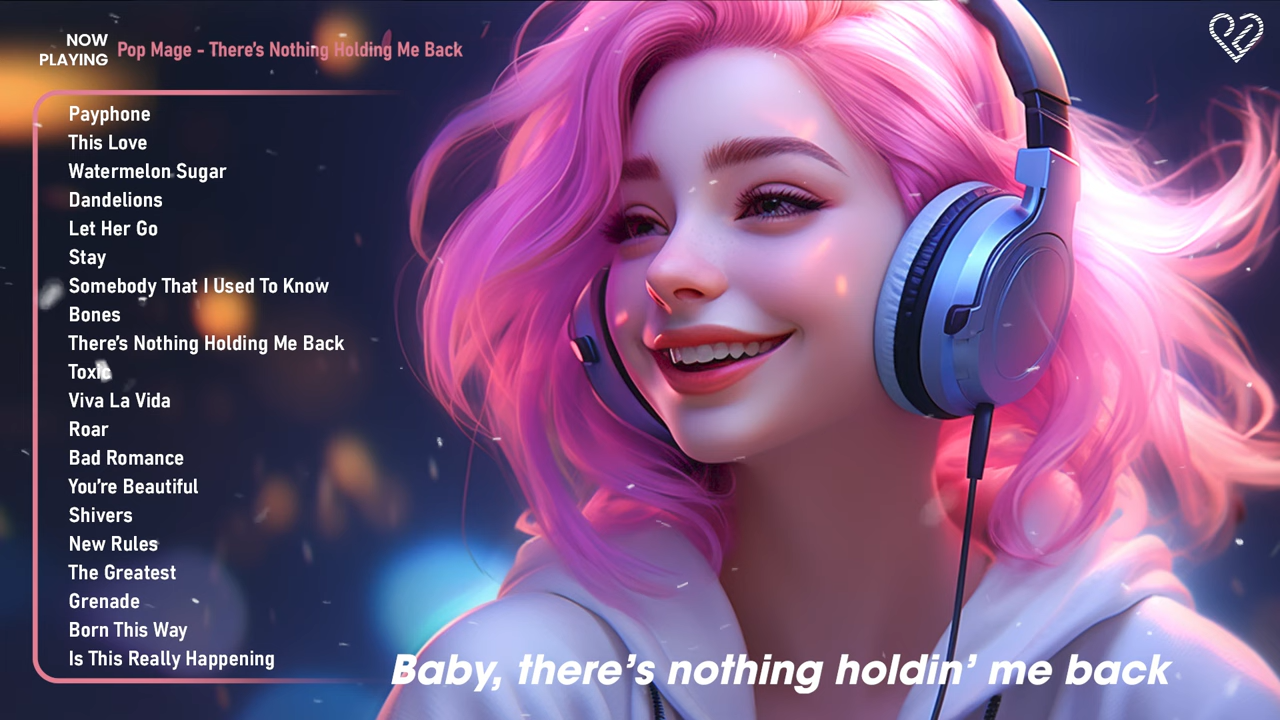 NOW
PLAYING
Pop Mage - There's Nothing Holding Me Back
Payphone
This Love
Watermelon Sugar
Dandelions
Let Her Go
Stay
Somebody That I Used To Know
Bones
There's Nothing Holding Me Back
Toxic
Viva La Vida
Roar
Bad Romance
You're Beautiful
Shivers
New Rules
The Greatest
Grenade
Born This Way
Is This Really Happening
Baby, there's nothing holdin' me back